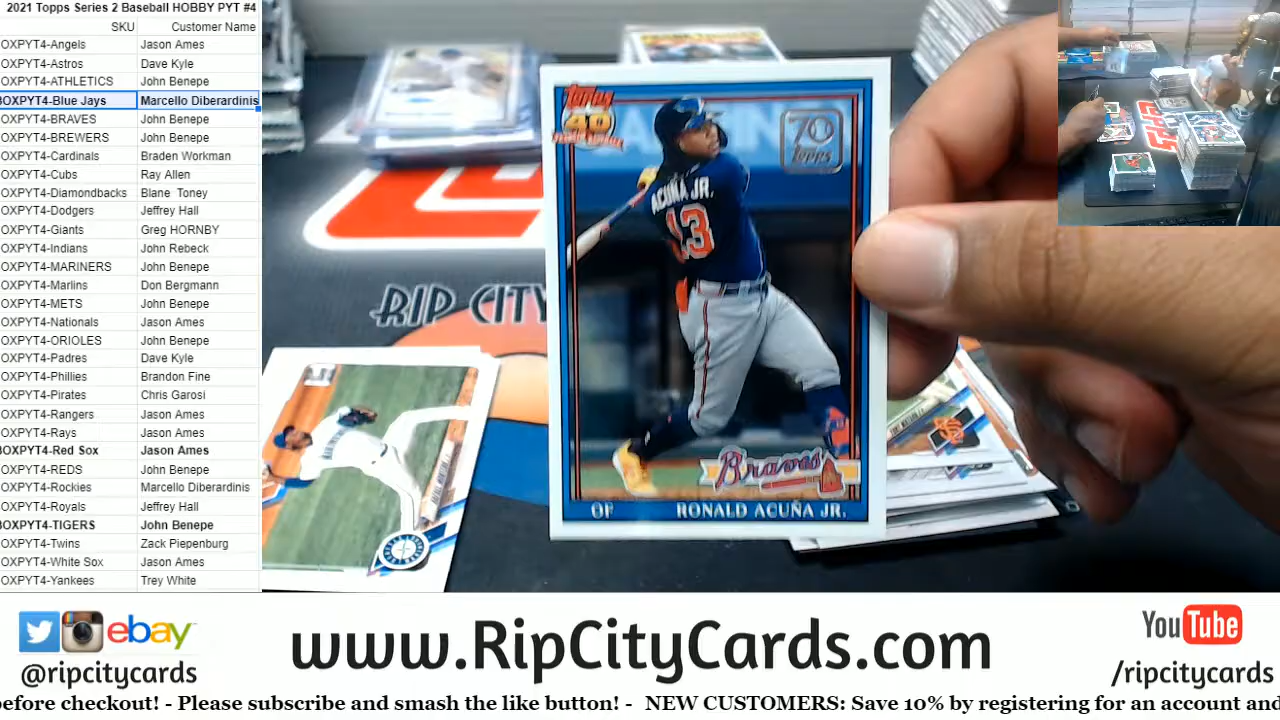 2021 Topps Series 2 Baseball HOBBY PYT #4
SKU Customer Name
OXPYT4-Angels Jason Ames
OXPYT4-Astros Dave Kyle
OXPYT4-ATHLETICS John Benepe
BOXPYT4-Blue Jays Marcello Diberardinis
OXPYT4-BRAVES John Benepe
OXPYT4-BREWERS John Benepe
OXPYT4-Cardinals Braden Workman
OXPYT4-Cubs Ray Allen
OXPYT4-Diamondbacks Blane Toney
OXPYT4-Dodgers Jeffrey Hall
OXPYT4-Giants Greg HORNBY
OXPYT4-Indians John Rebeck
OXPYT4-MARINERS John Benepe
OXPYT4-Marlins Don Bergmann
OXPYT4-METS John Benepe
OXPYT4-Nationals Jason Ames
OXPYT4-ORIOLES John Benepe
OXPYT4-Padres Dave Kyle
OXPYT4-Phillies Brandon Fine
OXPYT4-Pirates Chris Garosi
OXPYT4-Rangers Jason Ames
OXPYT4-Rays Jason Ames
BOXPYT4-Red Sox Jason Ames
OXPYT4-REDS John Benepe
OXPYT4-Rockies Marcello Diberardinis
OXPYT4-Royals Jeffrey Hall
BOXPYT4-TIGERS John Benepe
OXPYT4-Twins Zack Piepenburg
OXPYT4-White Sox Jason Ames
OXPYT4-Yankees Trey White
Topps
40
70
Topps
ACUÑA JR.
13
Braves
OF RONALD ACUÑA JR.
RIP CITY
ebay
@ripcitycards
www.RipCityCards.com
YouTube
/ripcitycards
before checkout! - Please subscribe and smash the like button! - NEW CUSTOMERS: Save 10% by registering for an account and